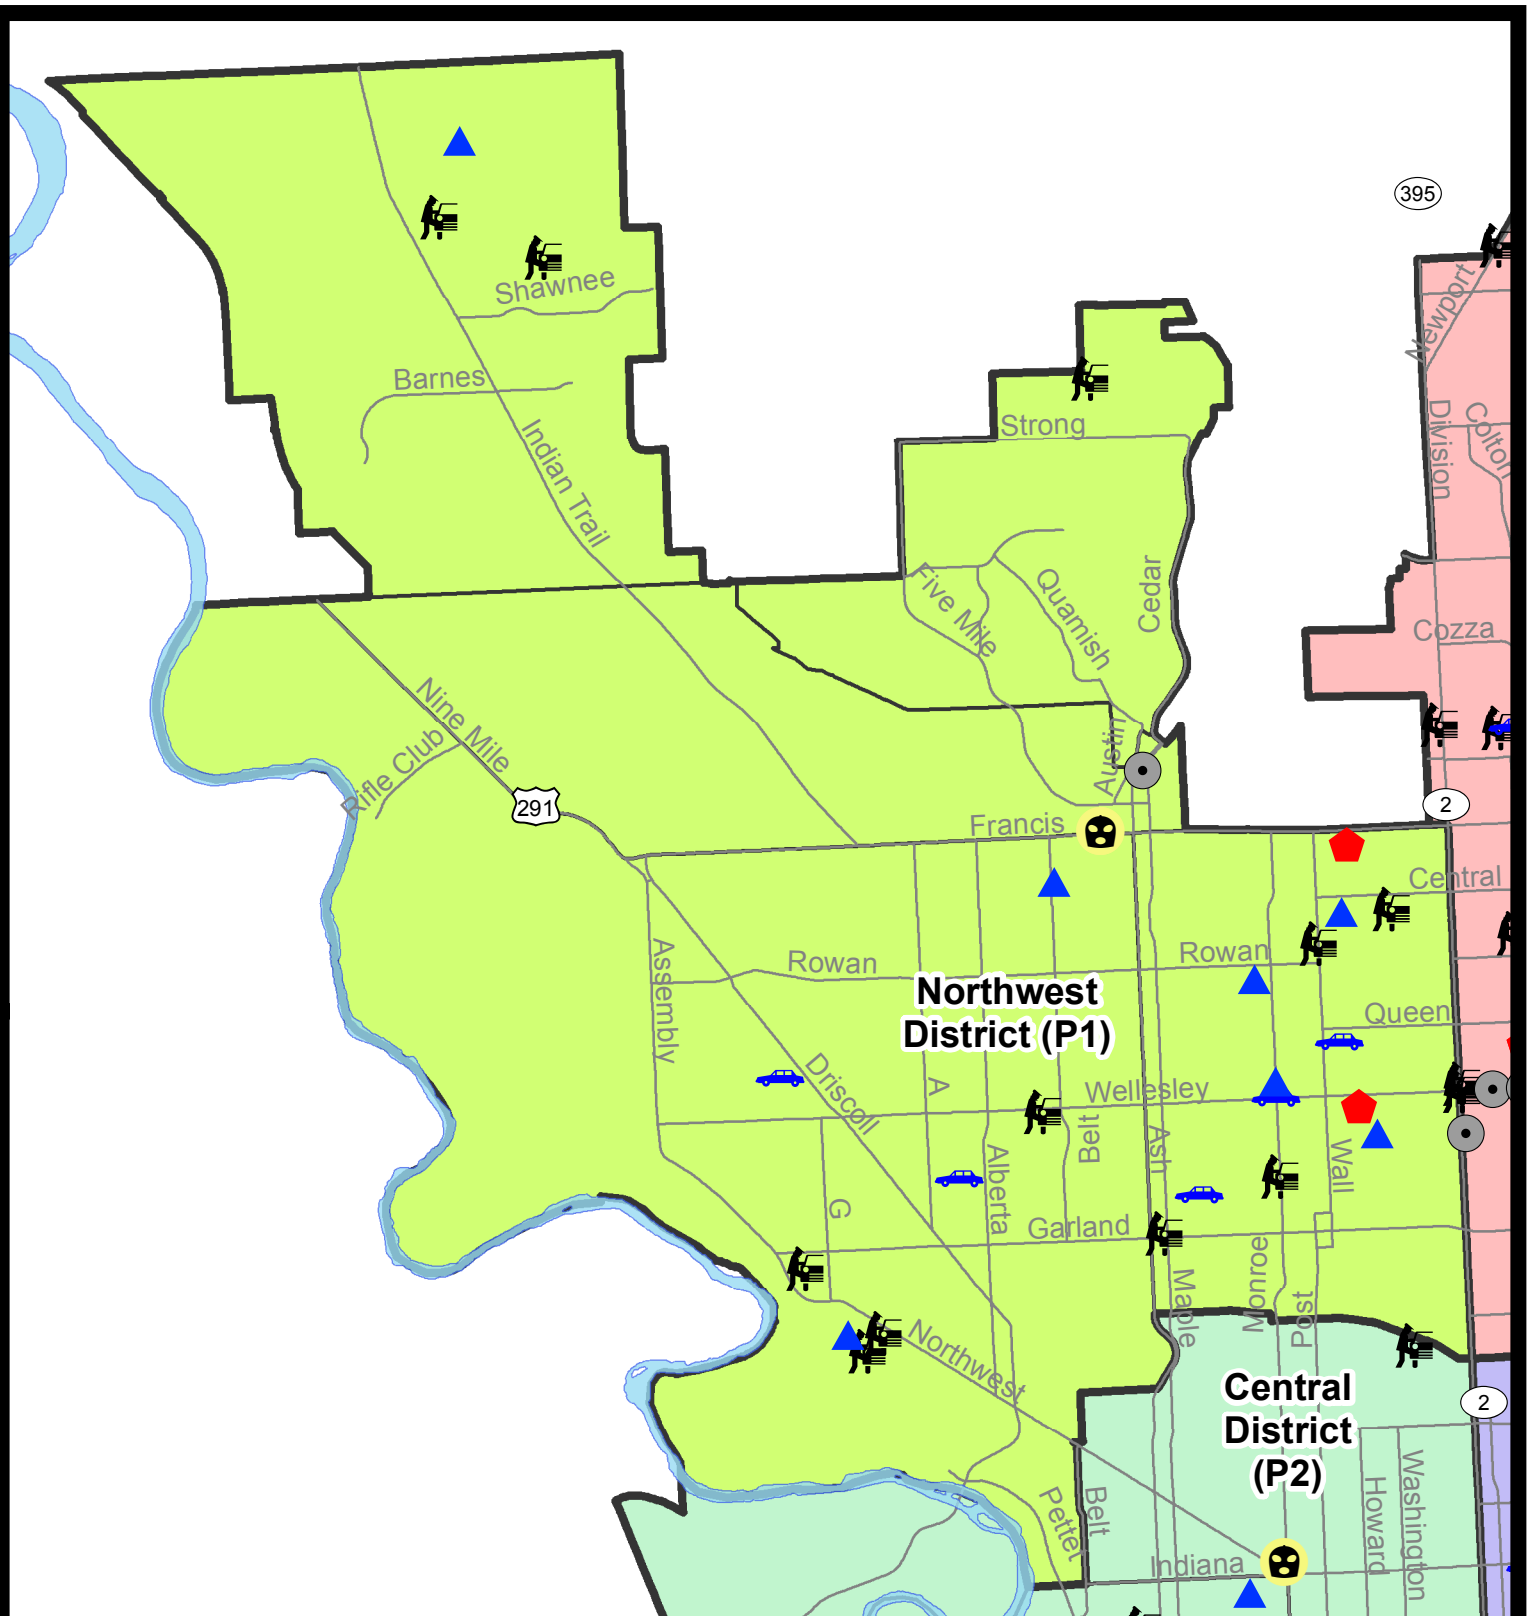 395
Shawnee
Newport
Barnes
Strong
Division
Colton
Indian Trail
Five Mile
Quamish
Cedar
Cozza
Nine Mile
Rifle Club
Austin
291
2
Francis
Central
Assembly
Rowan
Rowan
Northwest
District (P1)
Queen
Driscoll
A
Wellesley
Belt
Ash
Wall
Alberta
G
Garland
Monroe
Maple
Post
Northwest
Central
District
(P2)
2
Pettet
Belt
Howard
Washington
Indiana